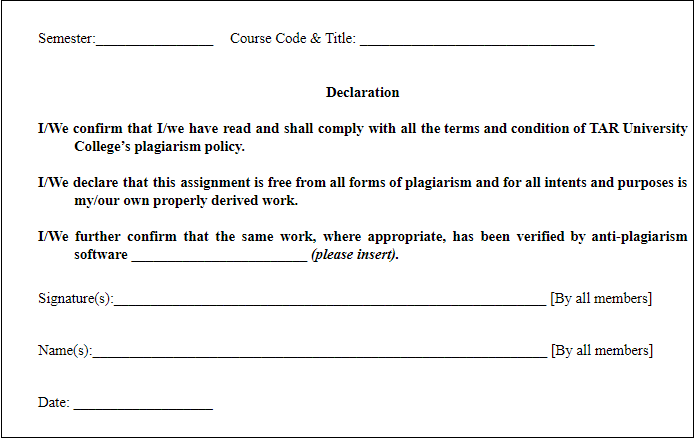 Semester:________________ Course Code & Title: ________________________________
Declaration
I/We confirm that I/we have read and shall comply with all the terms and condition of TAR University
College’s plagiarism policy.
I/We declare that this assignment is free from all forms of plagiarism and for all intents and purposes is
my/our own properly derived work.
I/We further confirm that the same work, where appropriate, has been verified by anti-plagiarism
software ________________________ (please insert).
Signature(s):___________________________________________________________ [By all members]
Name(s):______________________________________________________________ [By all members]
Date: ___________________